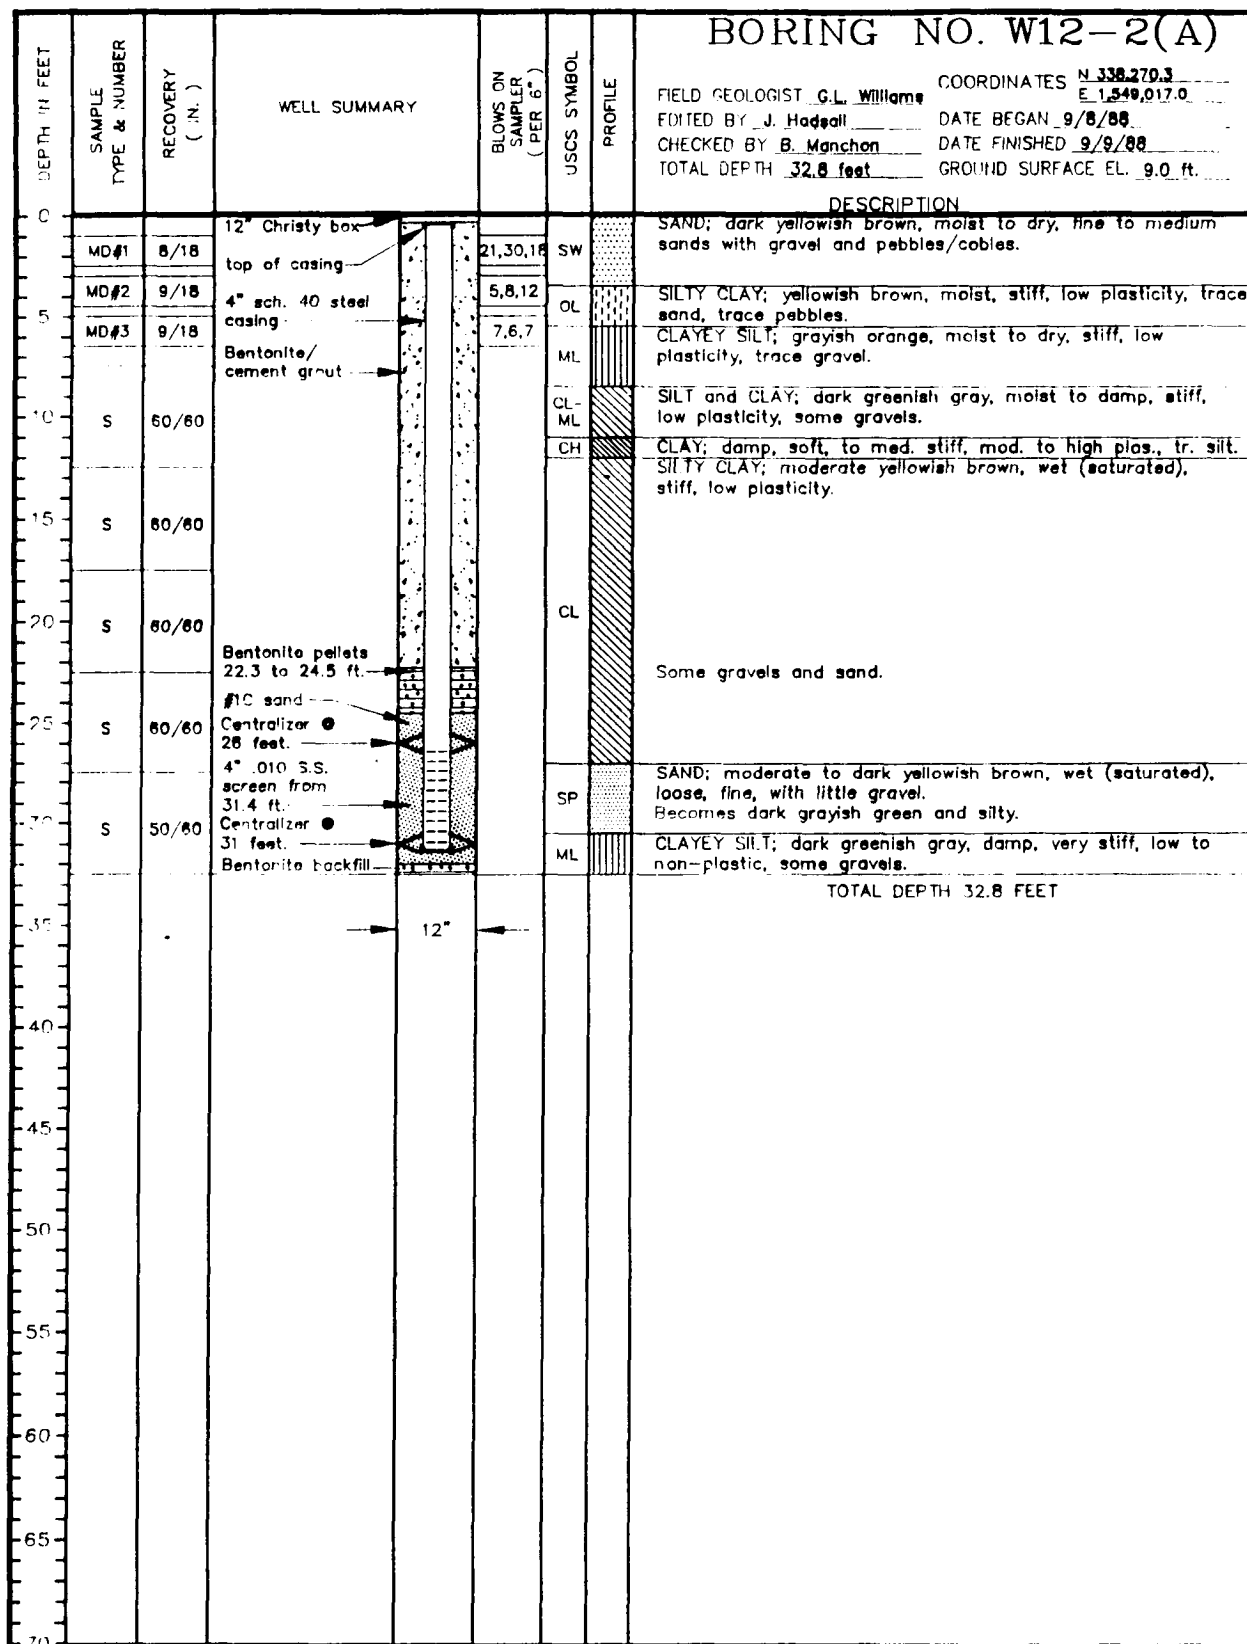 BORING NO. W12-2(A)
DEPTH IN FEET
SAMPLE
TYPE & NUMBER
RECOVERY
( IN. )
WELL SUMMARY
BLOWS ON
SAMPLER
( PER 6" )
USCS SYMBOL
PROFILE
FIELD GEOLOGIST G.L. Williams
EDITED BY J. Hadsall
CHECKED BY B. Manchon
TOTAL DEPTH 32.8 feet
COORDINATES N 338,270.3
E 1,549,017.0
DATE BEGAN 9/8/88
DATE FINISHED 9/9/88
GROUND SURFACE EL. 9.0 ft.
DESCRIPTION
0
5
10
15
20
25
30
35
40
45
50
55
60
65
70
MD#1 8/18
MD#2 9/18
MD#3 9/18
S 60/60
S 60/60
S 60/60
S 60/60
S 50/60
12" Christy box
top of casing
4" sch. 40 steel
casing
Bentonite/
cement grout
Bentonite pellets
22.3 to 24.5 ft.
#1C sand
Centralizer @
26 feet.
4" .010 S.S.
screen from
31.4 ft.
Centralizer @
31 feet.
Bentonite backfill
12"
21,30,18
5,8,12
7,6,7
SW
OL
ML
CL-
ML
CH
CL
SP
ML
SAND; dark yellowish brown, moist to dry, fine to medium
sands with gravel and pebbles/cobles.
SILTY CLAY; yellowish brown, moist, stiff, low plasticity, trace
sand, trace pebbles.
CLAYEY SILT; grayish orange, moist to dry, stiff, low
plasticity, trace gravel.
SILT and CLAY; dark greenish gray, moist to damp, stiff,
low plasticity, some gravels.
CLAY; damp, soft, to med. stiff, mod. to high plas., tr. silt.
SILTY CLAY; moderate yellowish brown, wet (saturated),
stiff, low plasticity.
Some gravels and sand.
SAND; moderate to dark yellowish brown, wet (saturated),
loose, fine, with little gravel.
Becomes dark grayish green and silty.
CLAYEY SILT; dark greenish gray, damp, very stiff, low to
non-plastic, some gravels.
TOTAL DEPTH 32.8 FEET